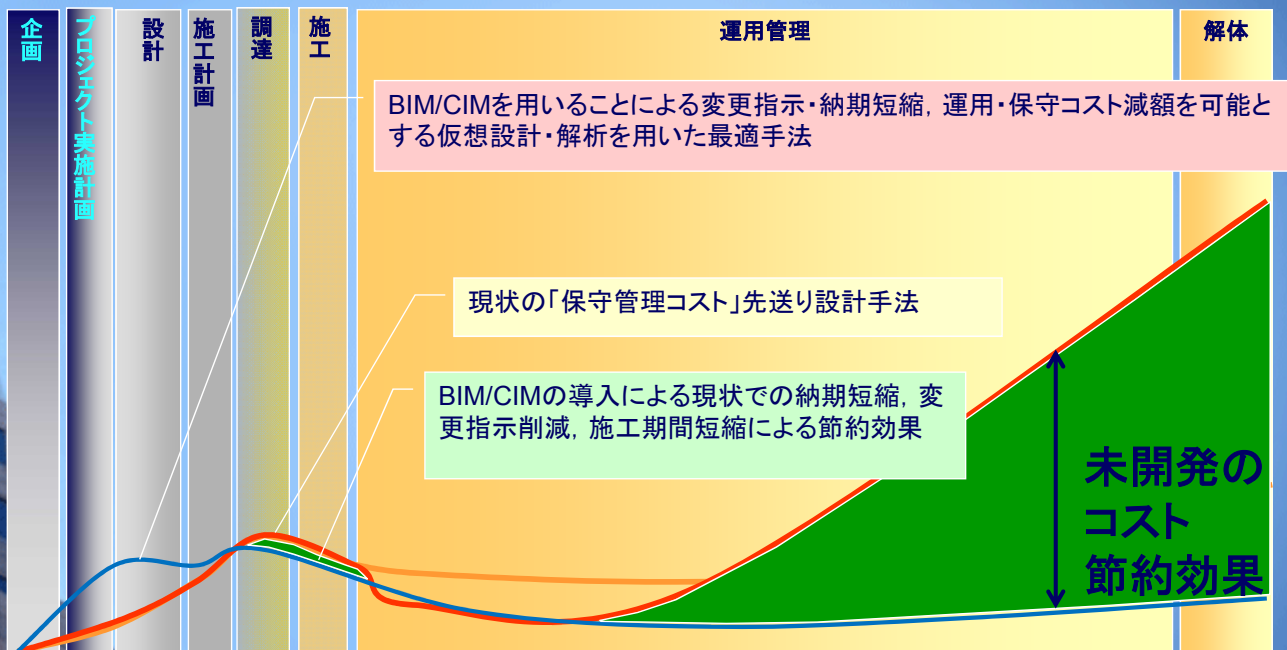 企画
プロジェクト実施計画
設計
施工計画
調達
施工
運用管理
解体
BIM/CIMを用いることによる変更指示・納期短縮，運用・保守コスト減額を可能と
する仮想設計・解析を用いた最適手法
現状の「保守管理コスト」先送り設計手法
BIM/CIMの導入による現状での納期短縮，変
更指示削減，施工期間短縮による節約効果
未開発の
コスト
節約効果